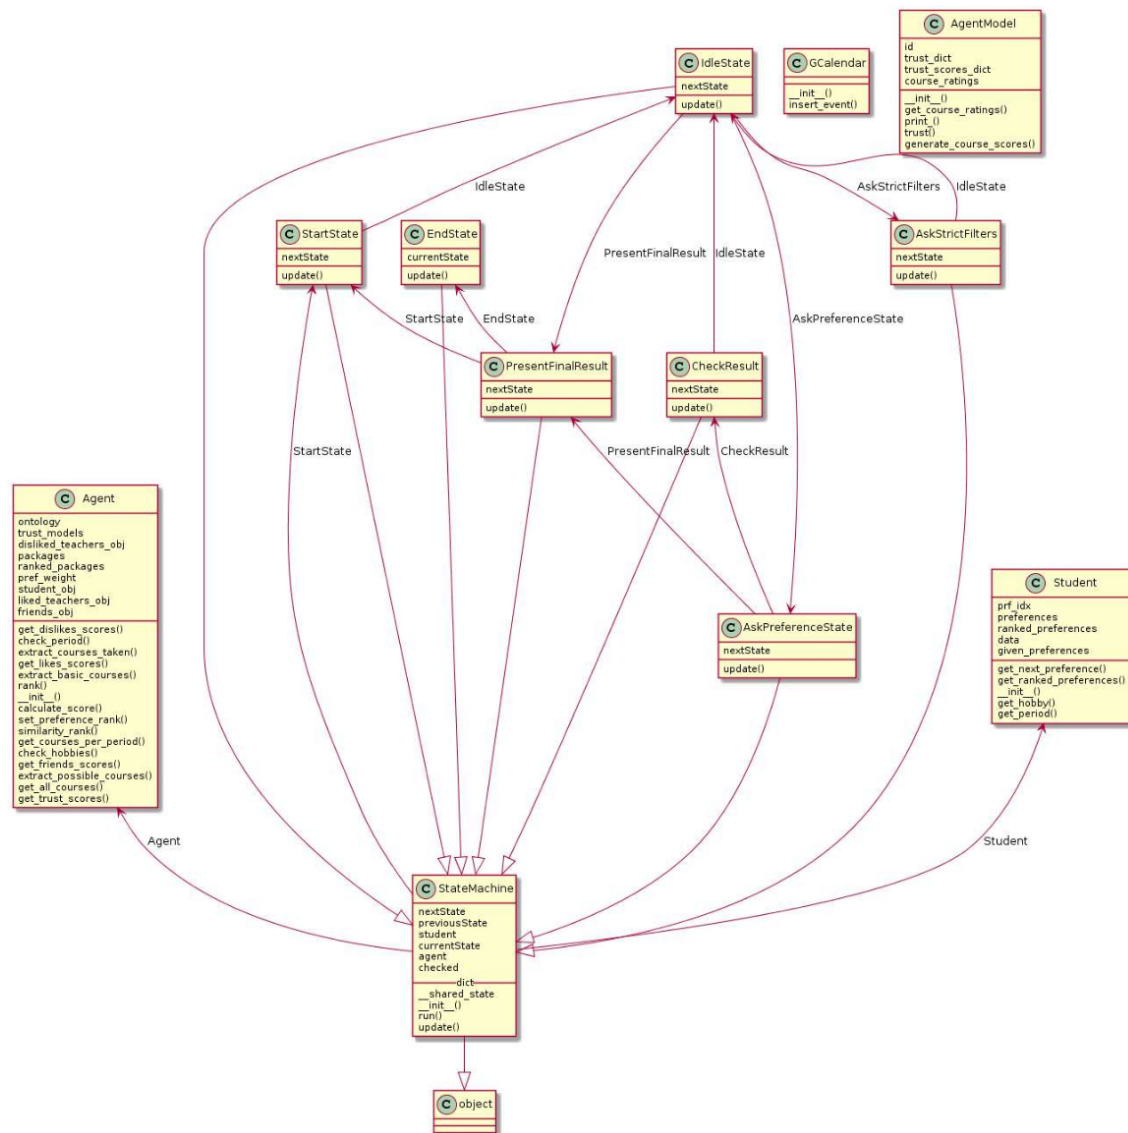 C AgentModel
id
trust_dict
trust_scores_dict
course_ratings
__init__()
get_course_ratings()
print_()
trust()
generate_course_scores()
C IdleState
nextState
update()
C GCalendar
__init__()
insert_event()
IdleState
AskStrictFilters
IdleState
C StartState
nextState
update()
C EndState
currentState
update()
C AskStrictFilters
nextState
update()
PresentFinalResult
IdleState
StartState
EndState
AskPreferenceState
C PresentFinalResult
nextState
update()
C CheckResult
nextState
update()
StartState
PresentFinalResult
CheckResult
C Agent
ontology
trust_models
disliked_teachers_obj
packages
ranked_packages
pref_weight
student_obj
liked_teachers_obj
friends_obj
get_dislikes_scores()
check_period()
extract_courses_taken()
get_likes_scores()
extract_basic_courses()
rank()
__init__()
calculate_score()
set_preference_rank()
similarity_rank()
get_courses_per_period()
check_hobbies()
get_friends_scores()
extract_possible_courses()
get_all_courses()
get_trust_scores()
C AskPreferenceState
nextState
update()
C Student
prf_idx
preferences
ranked_preferences
data
given_preferences
get_next_preference()
get_ranked_preferences()
__init__()
get_hobby()
get_period()
Agent
Student
C StateMachine
nextState
previousState
student
currentState
agent
checked
dict
__shared_state
__init__()
run()
update()
C object